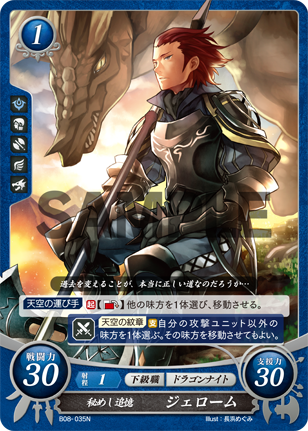 1
SAMPLE
過去を変えることが、本当に正しい道なのだろうか…
天空の運び手 起【】他の味方を1体選び、移動させる。
天空の紋章 支 自分の攻撃ユニット以外の
味方を1体選ぶ。その味方を移動させてもよい。
戦闘力 30
射程 1 下級職 ドラゴンナイト
支援力 30
秘めし追憶 ジェローム
B08-035N
Illust：長浜めぐみ